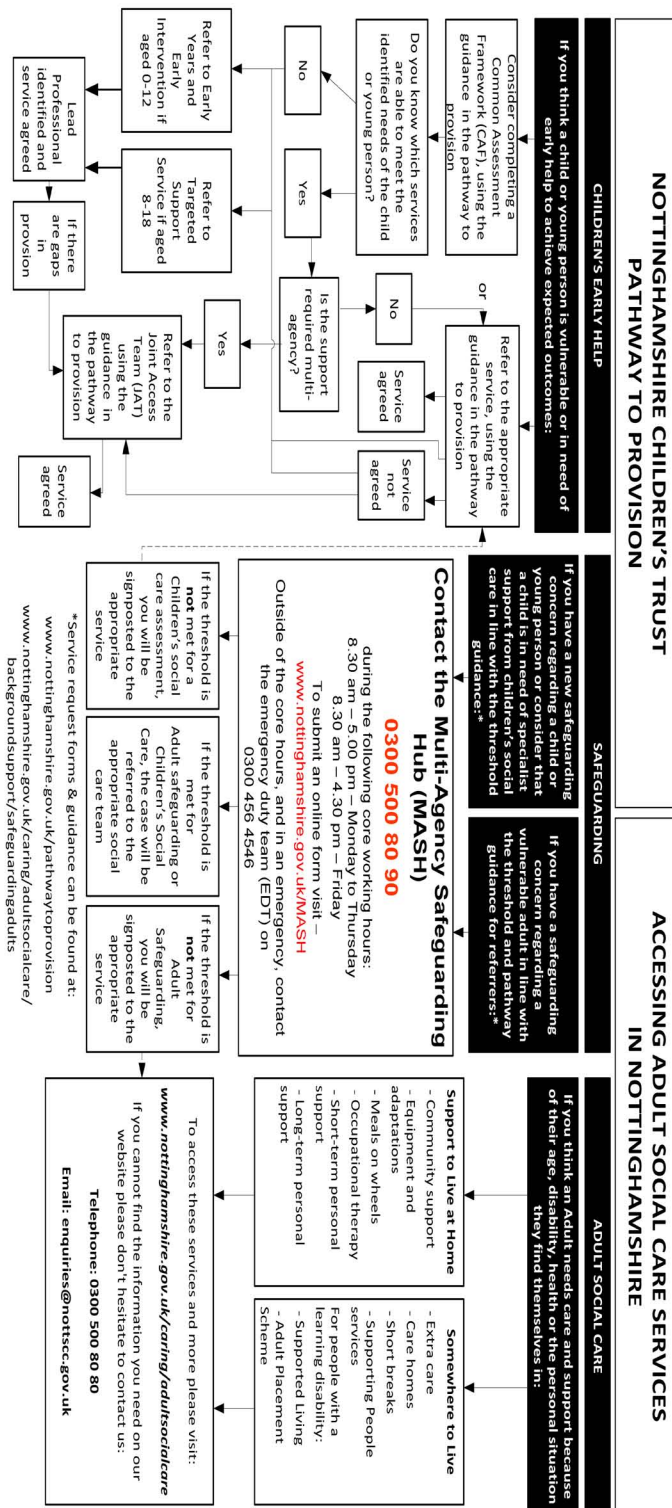 NOTTINGHAMSHIRE CHILDREN'S TRUST
PATHWAY TO PROVISION
ACCESSING ADULT SOCIAL CARE SERVICES
IN NOTTINGHAMSHIRE
CHILDREN'S EARLY HELP
If you think a child or young person is vulnerable or in need of
early help to achieve expected outcomes:
Consider completing a
Common Assessment
Framework (CAF), using the
guidance in the pathway to
provision
or
Refer to the appropriate
service, using the
guidance in the pathway
to provision
Do you know which services
are able to meet the
identified needs of the child
or young person?
No
Service
agreed
Service
not
agreed
No
Yes
Is the support
required multi-
agency?
Yes
Refer to Early
Years and
Early
Intervention if
aged 0-12
Refer to
Targeted
Support
Service if aged
8-18
Refer to the
Joint Access
Team (JAT)
using the
guidance in
the pathway
to provision
Lead
Professional
identified and
service agreed
If there
are gaps
in
provsion
Service
agreed
SAFEGUARDING
If you have a new safeguarding
concern regarding a child or
young person or consider that
a child is in need of specialist
support from children's social
care in line with the threshold
guidance:*
If you have a safeguarding
concern regarding a
vulnerable adult in line with
the threshold and pathway
guidance for referrers:*
Contact the Multi-Agency Safeguarding
Hub (MASH)
0300 500 80 90
during the following core working hours:
8.30 am – 5.00 pm – Monday to Thursday
8.30 am – 4.30 pm – Friday
To submit an online form visit –
www.nottinghamshire.gov.uk/MASH
Outside of the core hours, and in an emergency, contact
the emergency duty team (EDT) on
0300 456 4546
If the threshold is
not met for a
Children's social
care assessment,
you will be
signposted to the
appropriate
service
If the threshold is
met for
Adult safeguarding or
Children's Social
Care, the case will be
referred to the
appropriate social
care team
If the threshold is
not met for
Adult
Safeguarding,
you will be
signposted to the
appropriate
service
*Service request forms & guidance can be found at:
www.nottinghamshire.gov.uk/pathwaytoprovision
www.nottinghamshire.gov.uk/caring/adultsocialcare/
backgroundsupport/safeguardingadults
ADULT SOCIAL CARE
If you think an Adult needs care and support because
of their age, disability, health or the personal situation
they find themselves in:
Support to Live at Home
- Community support
- Equipment and
adaptations
- Meals on wheels
- Occupational therapy
- Short-term personal
support
- Long-term personal
support
Somewhere to Live
- Extra care
- Care homes
- Short breaks
- Supporting People
services
For people with a
learning disability:
- Supported Living
- Adult Placement
Scheme
To access these services and more please visit:
www.nottinghamshire.gov.uk/caring/adultsocialcare
If you cannot find the information you need on our
website please don't hesitate to contact us:
Telephone: 0300 500 80 80
Email: enquiries@nottscc.gov.uk